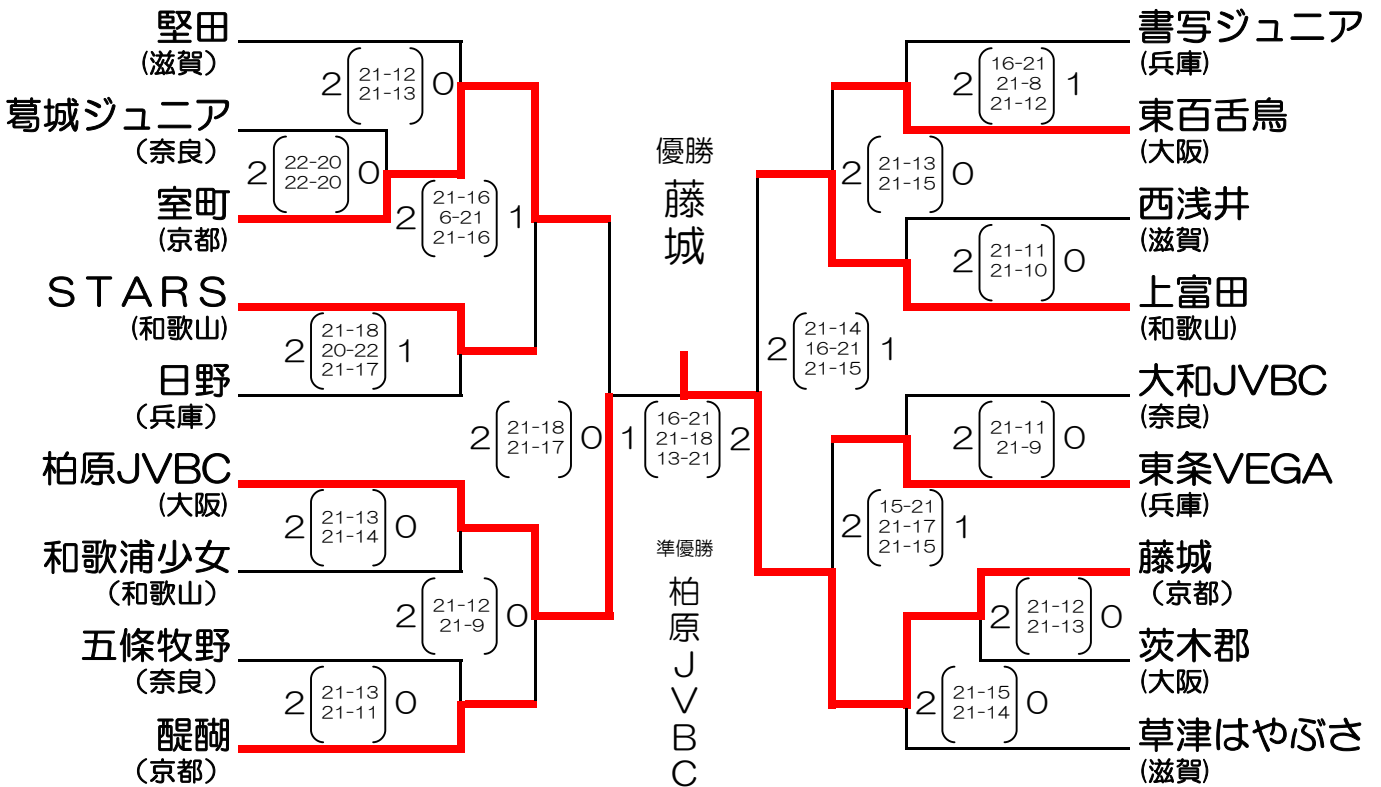 堅田
(滋賀)
葛城ジュニア
(奈良)
室町
(京都)
STARS
(和歌山)
日野
(兵庫)
柏原JVBC
(大阪)
和歌浦少女
(和歌山)
五條牧野
(奈良)
醍醐
(京都)
2 21-12 0
21-13
2 22-20 0
22-20
2 21-16 1
6-21
21-16
2 21-18 1
20-22
21-17
2 21-18 0
21-17
2 21-13 0
21-14
2 21-12 0
21-9
2 21-13 0
21-11
優勝
藤城
1 16-21 2
21-18
13-21
準優勝
柏原JVBC
2 16-21 1
21-8
21-12
2 21-13 0
21-15
2 21-11 0
21-10
2 21-14 1
16-21
21-15
2 21-11 0
21-9
2 15-21 1
21-17
21-15
2 21-12 0
21-13
2 21-15 0
21-14
書写ジュニア
(兵庫)
東百舌鳥
(大阪)
西浅井
(滋賀)
上富田
(和歌山)
大和JVBC
(奈良)
東条VEGA
(兵庫)
藤城
(京都)
茨木郡
(大阪)
草津はやぶさ
(滋賀)